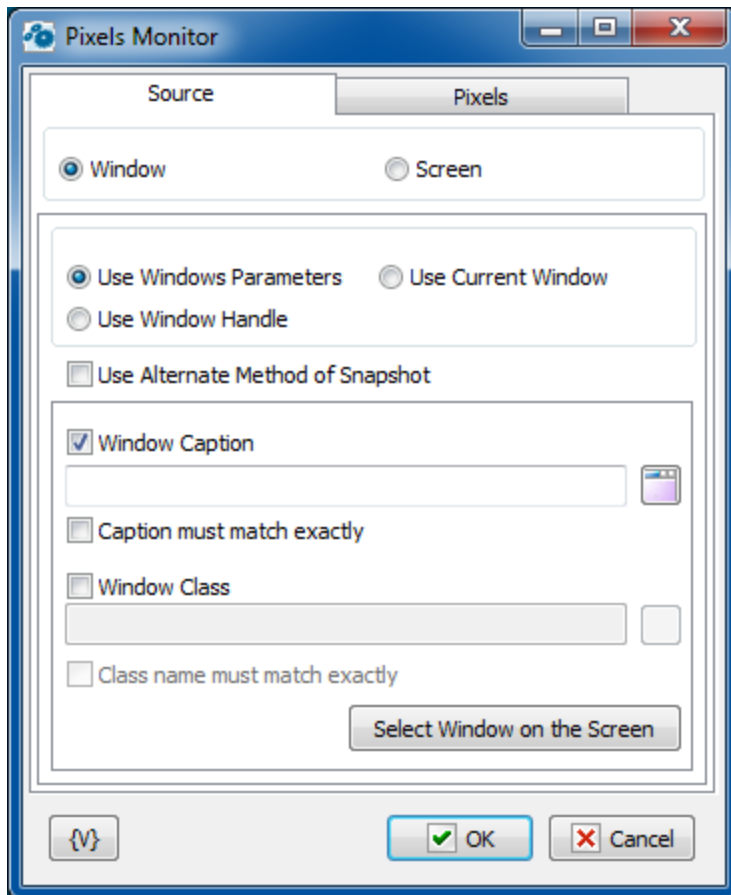 Pixels Monitor
Source Pixels
Window Screen
Use Windows Parameters Use Current Window
Use Window Handle
Use Alternate Method of Snapshot
Window Caption
Caption must match exactly
Window Class
Class name must match exactly
Select Window on the Screen
{V} OK Cancel